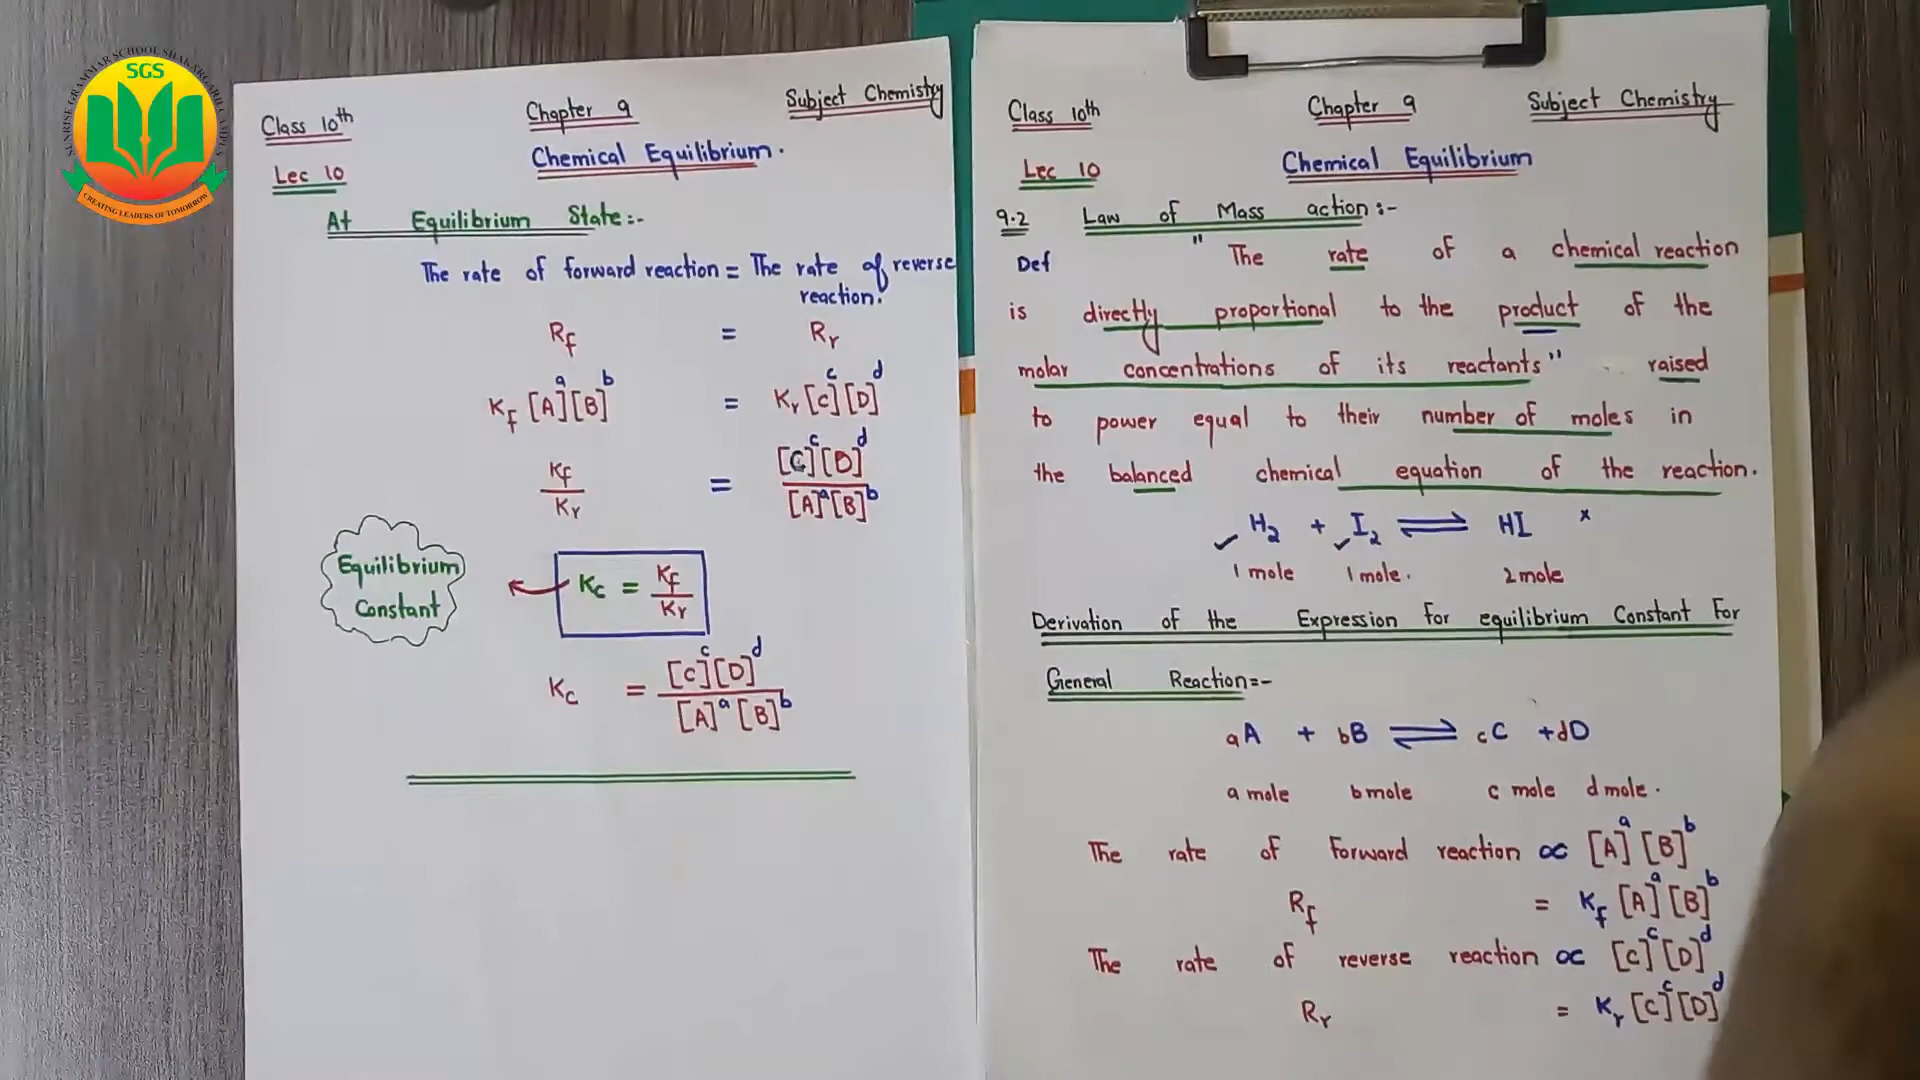 SUNRISE GRAMMAR SCHOOL SHAKARGARH CAMPUS
SGS
CREATING LEADERS OF TOMORROW
Class 10th Chapter 9 Subject Chemistry
Lec 10 Chemical Equilibrium.
At Equilibrium State:-
The rate of forward reaction = The rate of reverse
reaction.
Rf = Rr
Kf [A]^a [B]^b = Kr [C]^c [D]^d
Kf/Kr = [C]^c [D]^d / [A]^a [B]^b
Equilibrium
Constant
Kc = Kf/Kr
Kc = [C]^c [D]^d / [A]^a [B]^b
Class 10th Chapter 9 Subject Chemistry
Lec 10 Chemical Equilibrium
9.2 Law of Mass action:-
Def "The rate of a chemical reaction
is directly proportional to the product of the
molar concentrations of its reactants" raised
to power equal to their number of moles in
the balanced chemical equation of the reaction.
✓ H2 + ✓ I2 ⇌ HI x
1 mole 1 mole. 2 mole
Derivation of the Expression For equilibrium Constant For
General Reaction:-
aA + bB ⇌ cC + dD
a mole b mole c mole d mole.
The rate of Forward reaction ∝ [A]^a [B]^b
Rf = Kf [A]^a [B]^b
The rate of reverse reaction ∝ [C]^c [D]^d
Rr = Kr [C]^c [D]^d